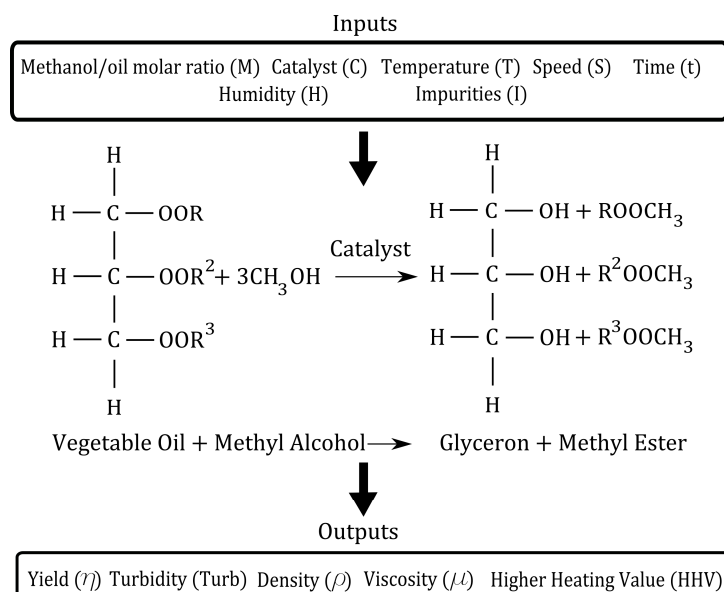 Inputs
Methanol/oil molar ratio (M) Catalyst (C) Temperature (T) Speed (S) Time (t)
Humidity (H) Impurities (I)
H H
H — C — OOR H — C — OH + ROOCH₃
Catalyst
H — C — OOR² + 3CH₃OH → H — C — OH + R²OOCH₃
H — C — OOR³ H — C — OH + R³OOCH₃
H H
Vegetable Oil + Methyl Alcohol → Glyceron + Methyl Ester
Outputs
Yield (η) Turbidity (Turb) Density (ρ) Viscosity (μ) Higher Heating Value (HHV)